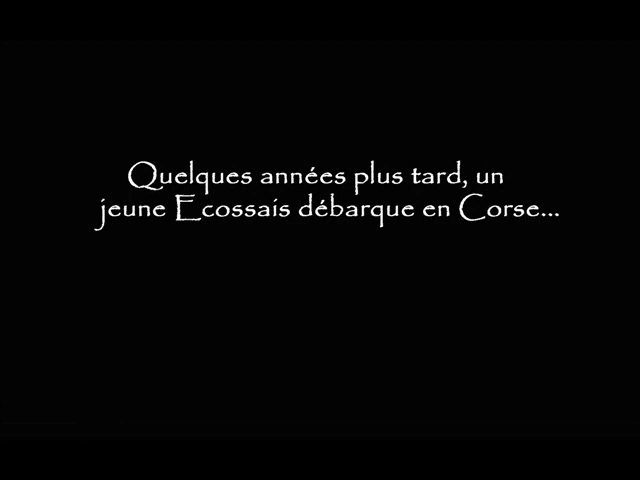 Quelques années plus tard, un
jeune Ecossais débarque en Corse...